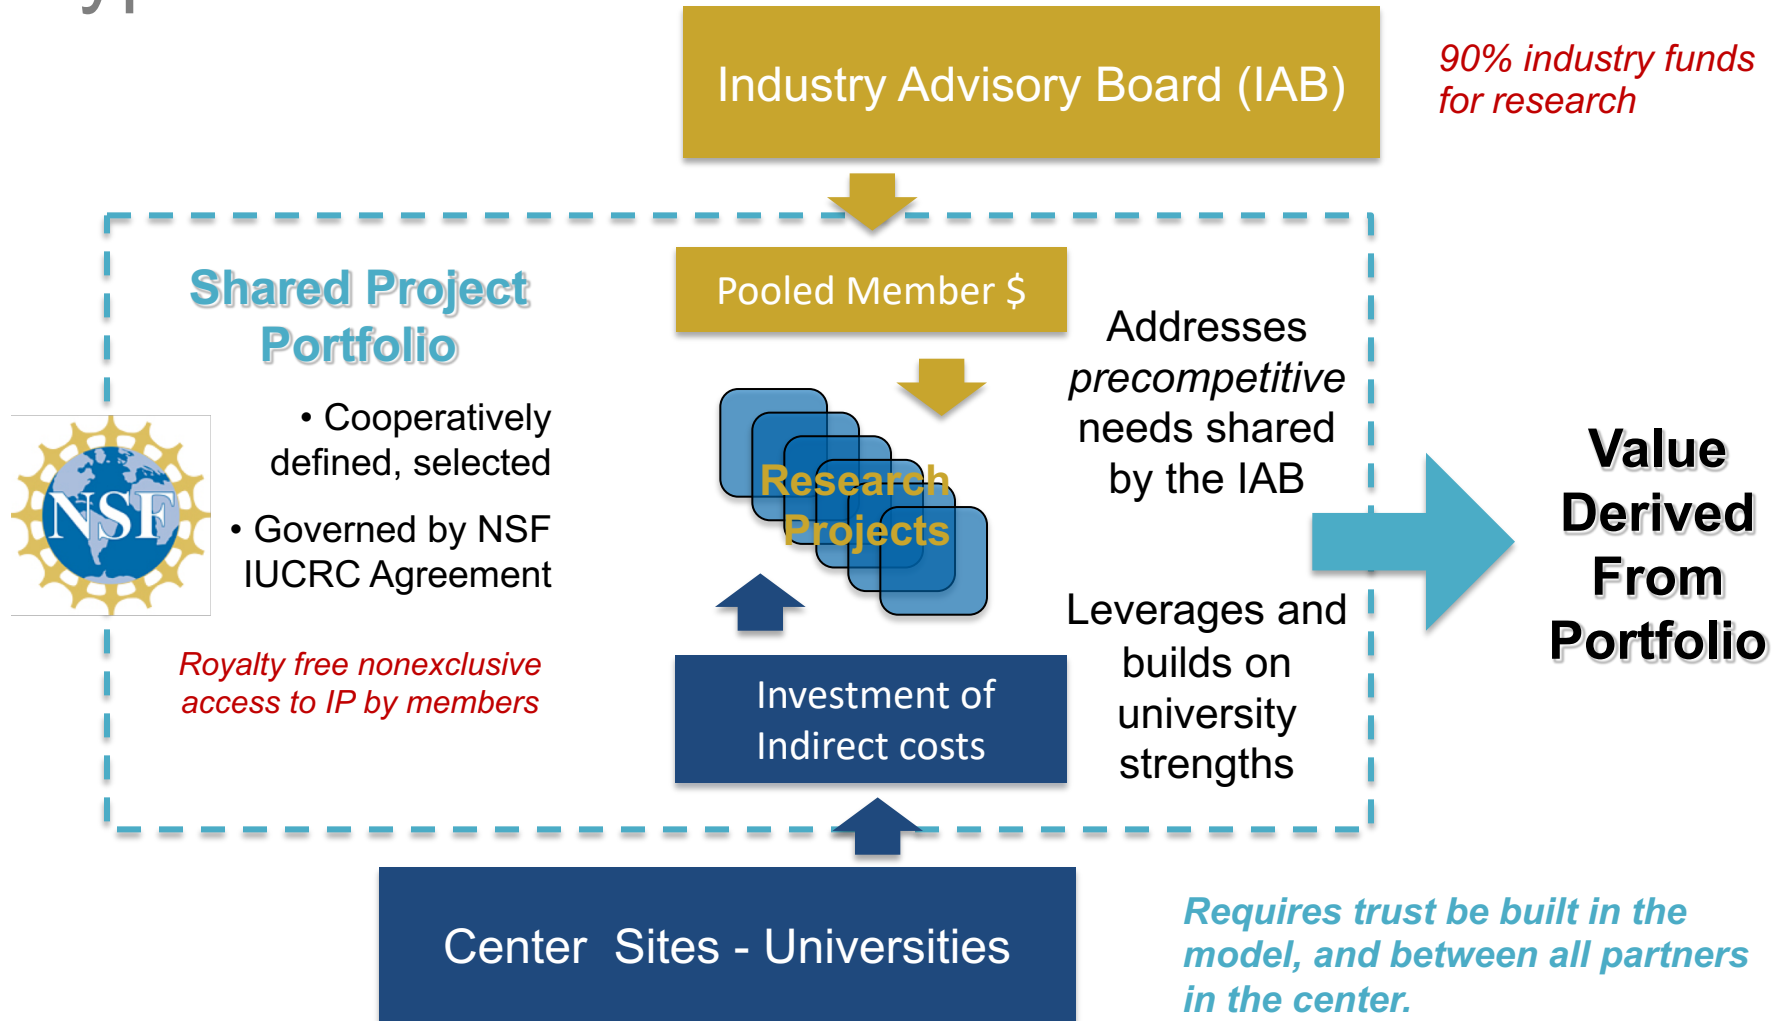 Industry Advisory Board (IAB)
90% industry funds
for research
Shared Project
Portfolio
• Cooperatively
defined, selected
• Governed by NSF
IUCRC Agreement
Royalty free nonexclusive
access to IP by members
NSF
Pooled Member $
Research
Projects
Investment of
Indirect costs
Addresses
precompetitive
needs shared
by the IAB
Leverages and
builds on
university
strengths
Value
Derived
From
Portfolio
Center  Sites - Universities
Requires trust be built in the
model, and between all partners
in the center.